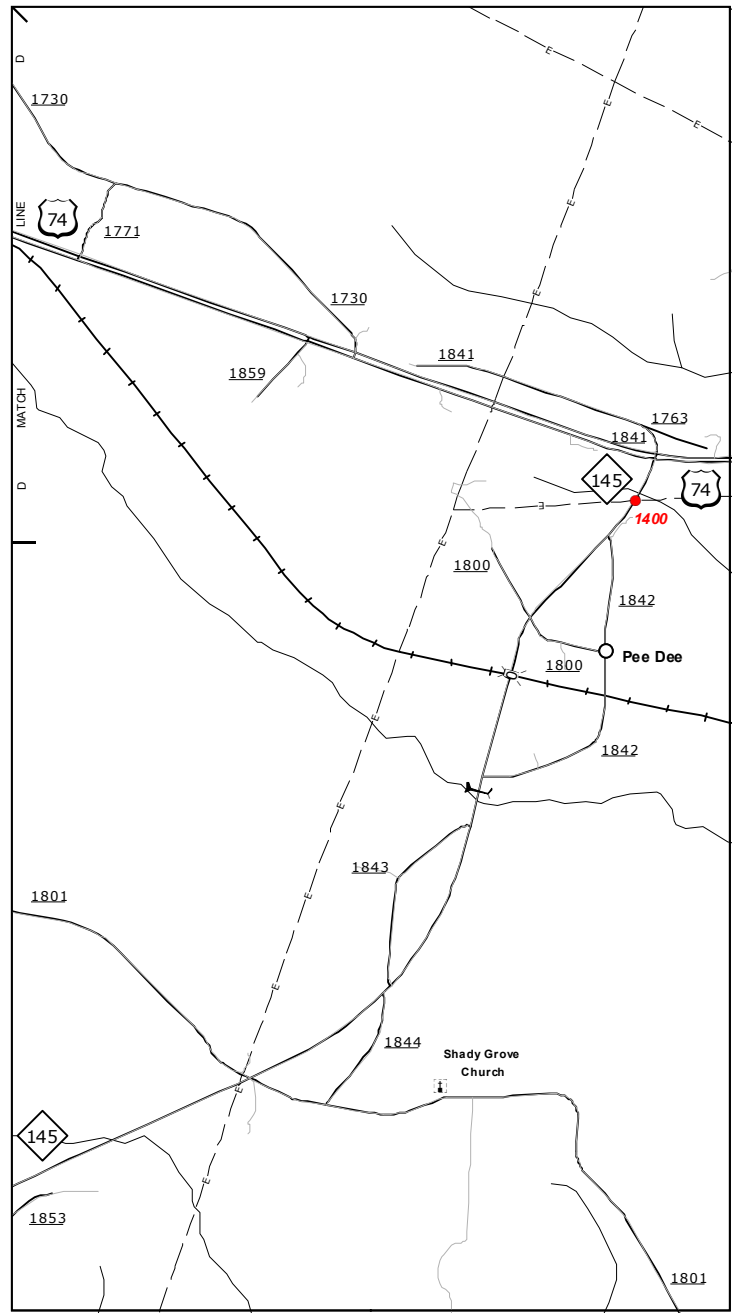 D
1730
LINE
74
1771
1730
1859
1841
MATCH
1763
1841
D
145
74
1400
E
E
E
E
E
E
E
E
E
E
E
E
E
E
1800
1842
Pee Dee
1800
1842
1843
1801
1844
Shady Grove
Church
145
1853
1801